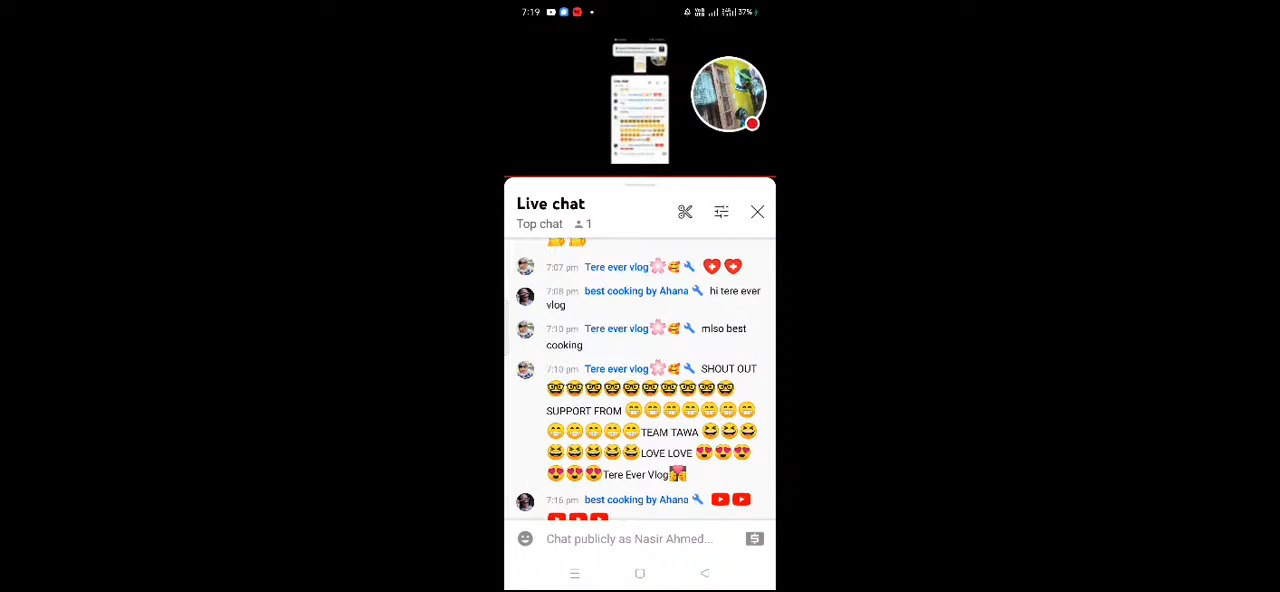 7:19
37%
Live chat
Top chat 1
7:07 pm Tere ever vlog🌸🥰
7:08 pm best cooking by Ahana hi tere ever
vlog
7:10 pm Tere ever vlog🌸🥰 mlso best
cooking
7:10 pm Tere ever vlog🌸🥰 SHOUT OUT
🤓🤓🤓🤓🤓🤓🤓🤓🤓🤓
SUPPORT FROM 😁😁😁😁😁😁😁
😁😁😁😁😁TEAM TAWA 😆😆😆
😆😆😆😆😆LOVE LOVE 😍😍😍
😍😍😍Tere Ever Vlog
7:16 pm best cooking by Ahana
Chat publicly as Nasir Ahmed...